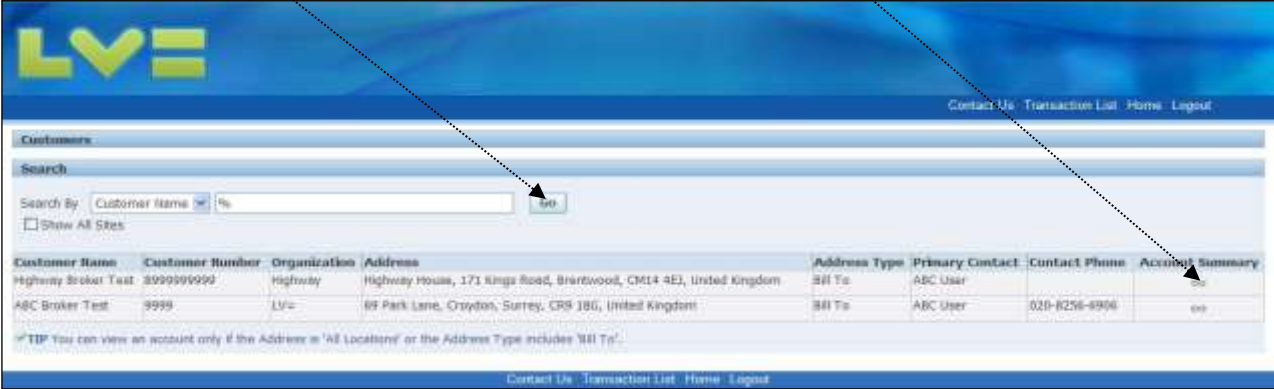 LV=
Contact Us Transaction List Home Logout
Customers
Search
Search By Customer Name % Go
Show All Sites
Customer Name Customer Number Organization Address Address Type Primary Contact Contact Phone Account Summary
Highway Broker Test 8999999999 Highway Highway House, 171 Kings Road, Brentwood, CM14 4EJ, United Kingdom Bill To ABC User
ABC Broker Test 9999 LV= 69 Park Lane, Croydon, Surrey, CR9 1BG, United Kingdom Bill To ABC User 020-8256-6906
TIP You can view an account only if the Address is 'All Locations' or the Address Type includes 'Bill To'.
Contact Us Transaction List Home Logout